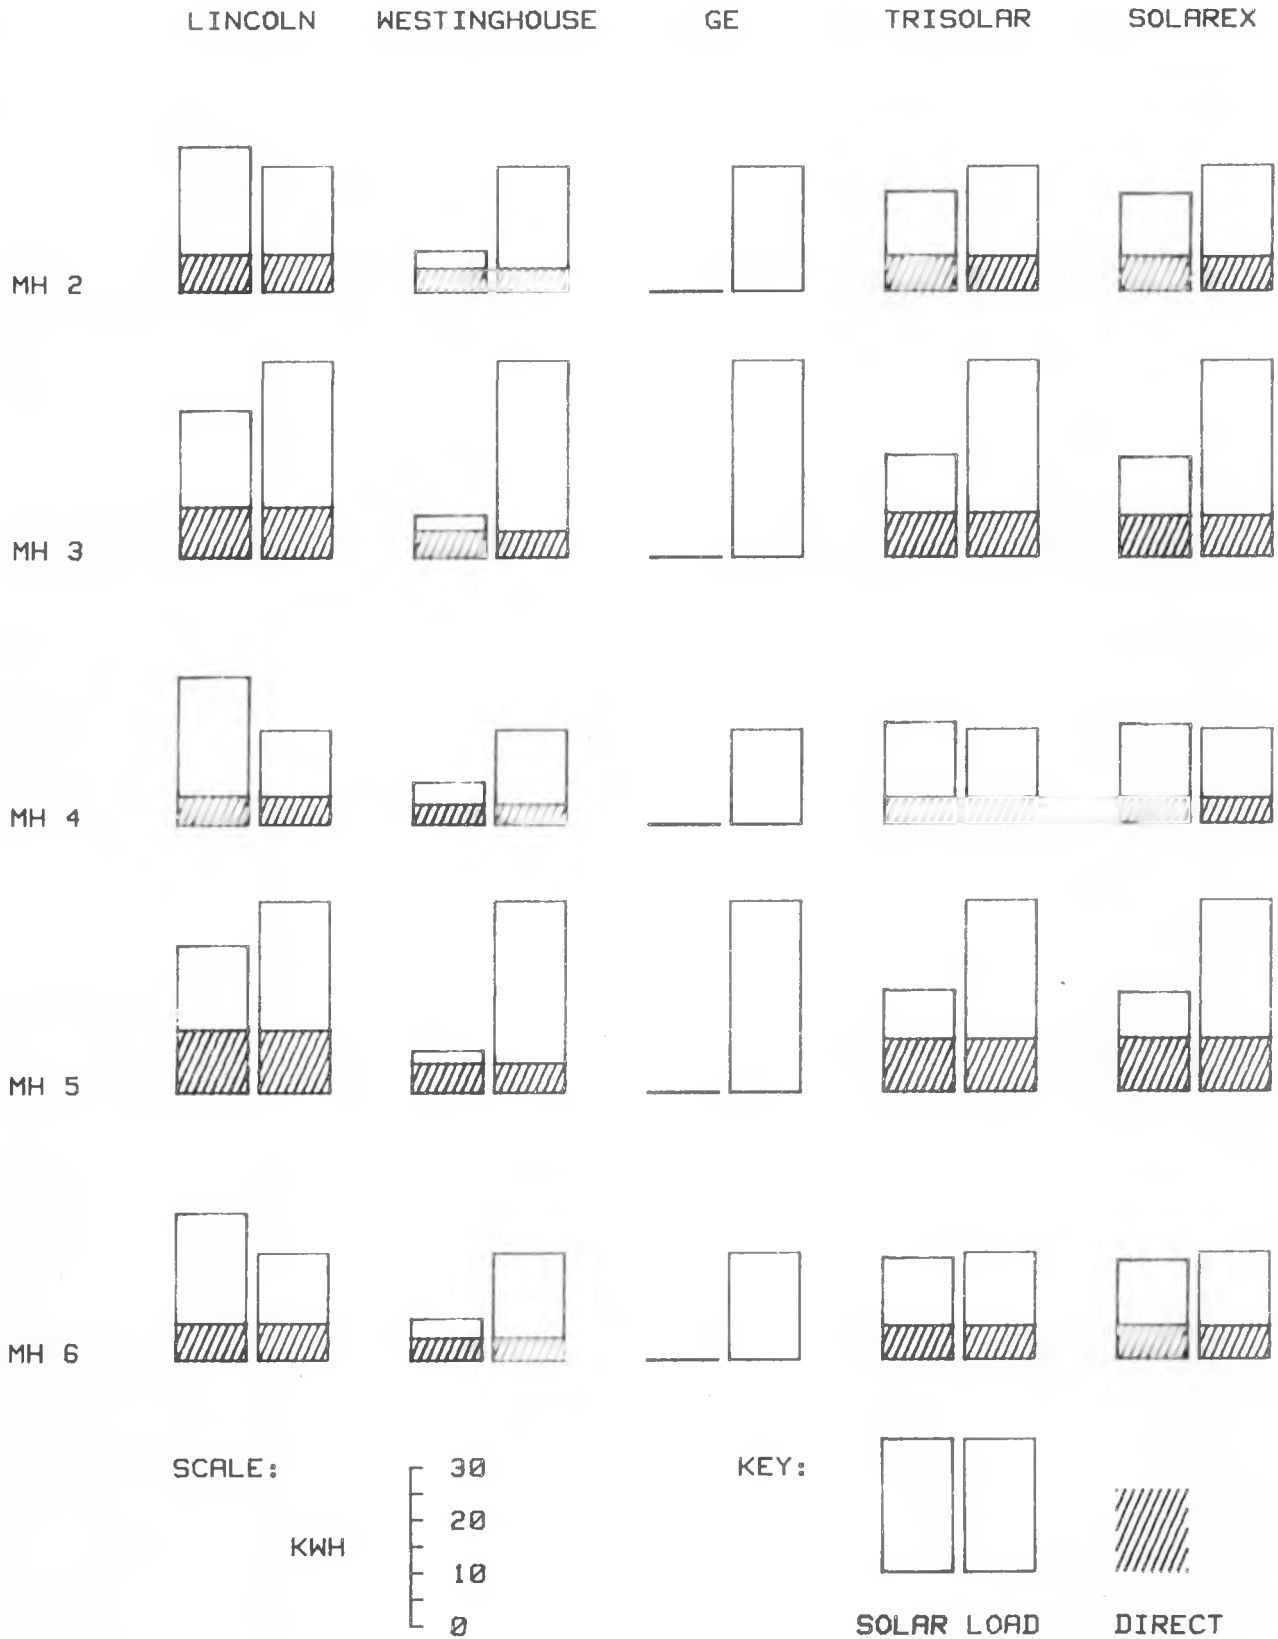 LINCOLN WESTINGHOUSE GE TRISOLAR SOLAREX
MH 2
MH 3
MH 4
MH 5
MH 6
SCALE:
KWH
30
20
10
0
KEY:
SOLAR LOAD DIRECT